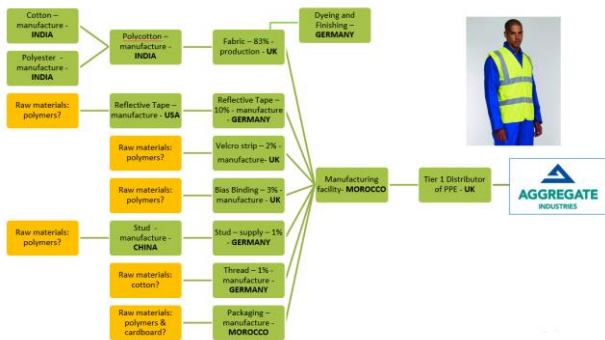 Cotton –
manufacture -
INDIA
Polyester -
manufacture -
INDIA
Polycotton –
manufacture -
INDIA
Fabric – 83% -
production - UK
Dyeing and
Finishing –
GERMANY
Raw materials:
polymers?
Reflective Tape –
manufacture - USA
Reflective Tape –
10% - manufacture
- GERMANY
Raw materials:
polymers?
Velcro strip – 2% -
manufacture- UK
Raw materials:
polymers?
Bias Binding – 3% -
manufacture - UK
Manufacturing
facility- MOROCCO
Tier 1 Distributor
of PPE - UK
AGGREGATE
INDUSTRIES
Raw materials:
polymers?
Stud -
manufacture -
CHINA
Stud – supply – 1%
- GERMANY
Raw materials:
cotton?
Thread – 1% -
manufacture -
GERMANY
Raw materials:
polymers &
cardboard?
Packaging –
manufacture -
MOROCCO